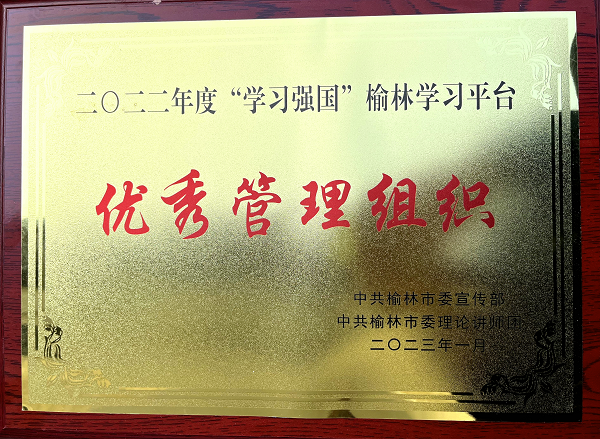 二〇二二年度“学习强国”榆林学习平台
优秀管理组织
中共榆林市委宣传部
中共榆林市委理论讲师团
二〇二三年一月